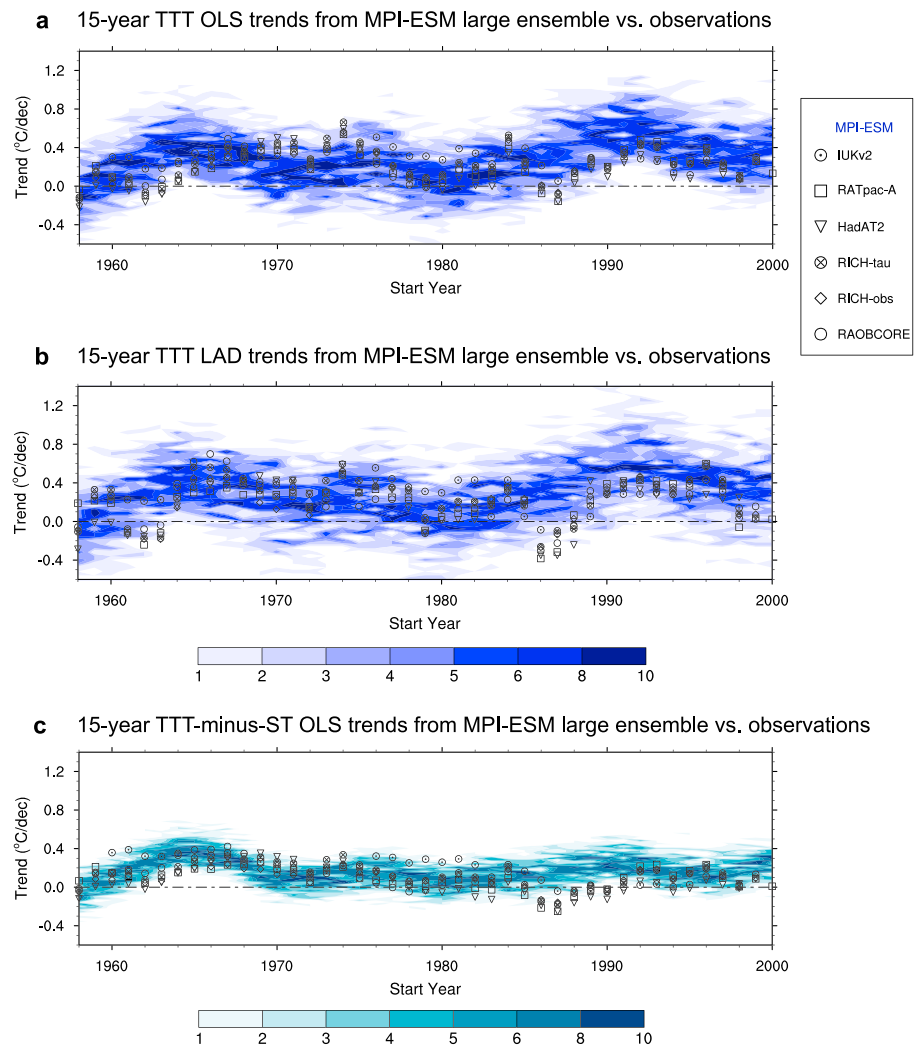 a 15-year TTT OLS trends from MPI-ESM large ensemble vs. observations
Trend (°C/dec)
1.2
0.8
0.4
0.0
-0.4
1960 1970 1980 1990 2000
Start Year
MPI-ESM
IUKv2
RATpac-A
HadAT2
RICH-tau
RICH-obs
RAOBCORE
b 15-year TTT LAD trends from MPI-ESM large ensemble vs. observations
Trend (°C/dec)
1.2
0.8
0.4
0.0
-0.4
1960 1970 1980 1990 2000
Start Year
1 2 3 4 5 6 8 10
c 15-year TTT-minus-ST OLS trends from MPI-ESM large ensemble vs. observations
Trend (°C/dec)
1.2
0.8
0.4
0.0
-0.4
1960 1970 1980 1990 2000
Start Year
1 2 3 4 5 6 8 10